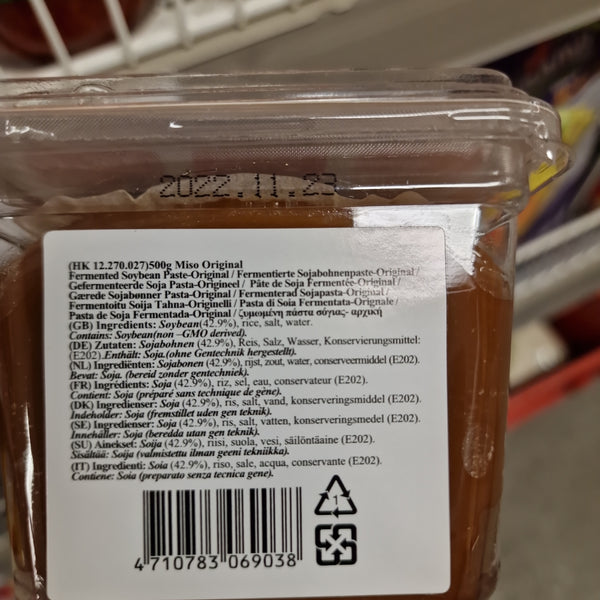 2022.11.23
(HK 12.270.027)500g Miso Original
Fermented Soybean Paste-Original / Fermentierte Sojabohnenpaste-Original /
Gefermenteerde Soja Pasta-Origineel / Pâte de Soja Fermentée-Original /
Gærede Sojabønner Pasta-Original / Fermenterad Sojapasta-Original /
Fermentoitu Soija Tahna-Originelli / Pasta di Soia Fermentata-Orignale /
Pasta de Soja Fermentada-Original / ζυμωμένη πάστα σόγιας- αρχική
(GB) Ingredients: Soybean(42.9%), rice, salt, water.
Contains: Soybean(non –GMO derived).
(DE) Zutaten: Sojabohnen (42.9%), Reis, Salz, Wasser, Konservierungsmittel:
(E202).Enthält: Soja.(ohne Gentechnik hergestellt).
(NL) Ingrediënten: Sojabonen (42.9%), rijst, zout, water, conserveermiddel (E202).
Bevat: Soja. (bereid zonder gentechniek).
(FR) Ingrédients: Soja (42.9%), riz, sel, eau, conservateur (E202).
Contient: Soja (préparé sans technique de gène).
(DK) Ingredienser: Soja (42.9%), ris, salt, vand, konserveringsmiddel (E202).
Indeholder: Soja (fremstillet uden gen teknik).
(SE) Ingredienser: Soja (42.9%), ris, salt, vatten, konserveringsmedel (E202).
Innehåller: Soja (beredda utan gen teknik).
(SU) Ainekset: Soija (42.9%), riisi, suola, vesi, säilöntäaine (E202).
Sisältää: Soija (valmistettu ilman geeni tekniikka).
(IT) Ingredienti: Soia (42.9%), riso, sale, acqua, conservante (E202).
Contiene: Soia (preparato senza tecnica gene).
1
4 710783 069038